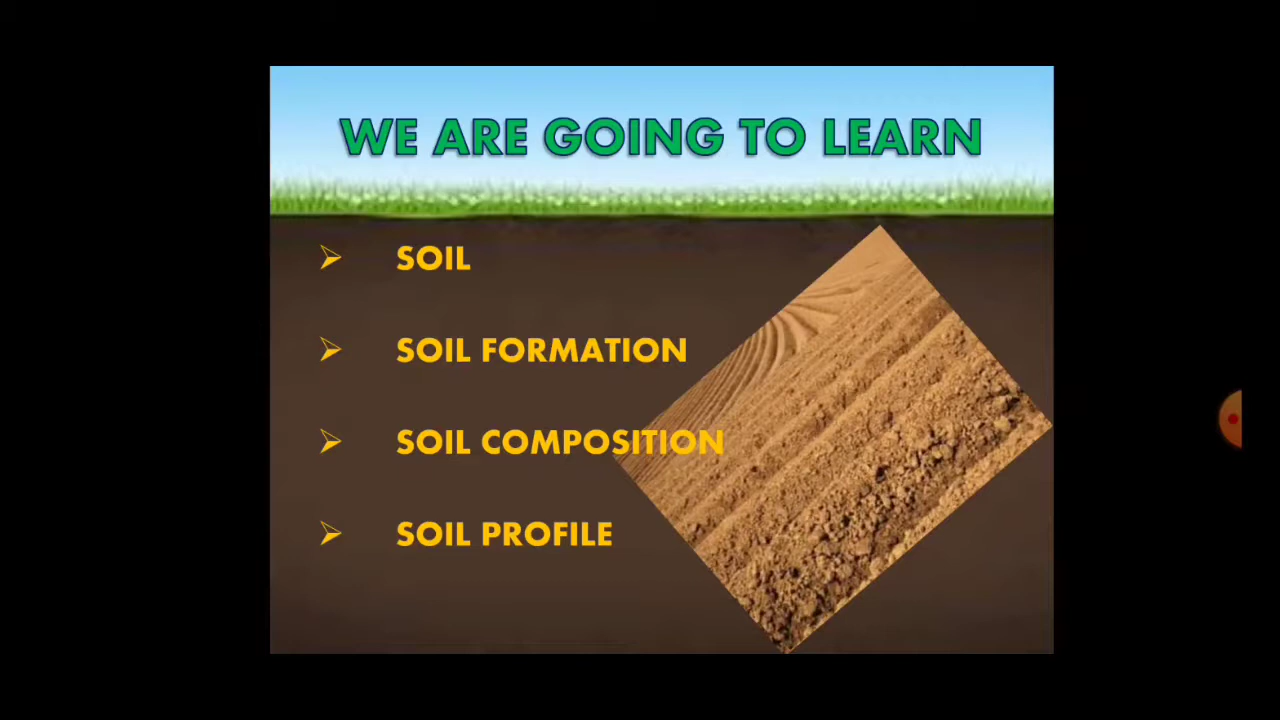 WE ARE GOING TO LEARN
SOIL
SOIL FORMATION
SOIL COMPOSITION
SOIL PROFILE